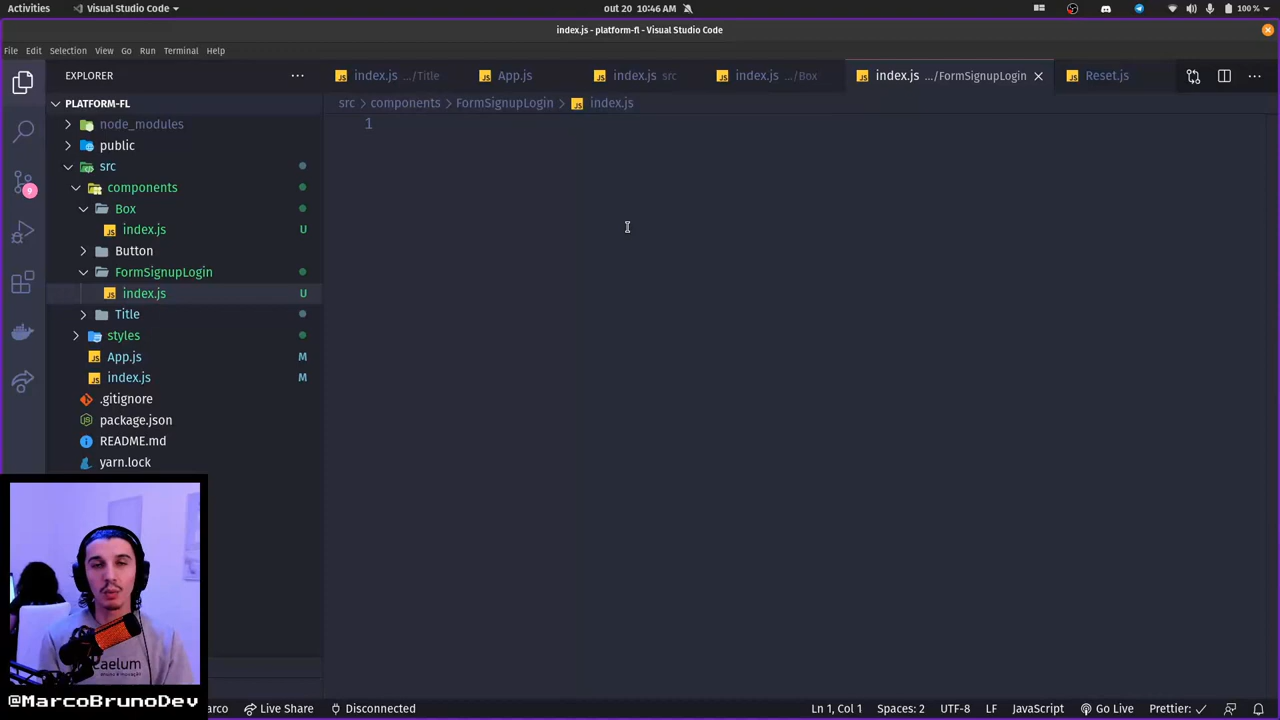 Activities
Visual Studio Code
out 20 10:46 AM
100 %
index.js - platform-fl - Visual Studio Code
File Edit Selection View Go Run Terminal Help
EXPLORER
index.js .../Title
App.js
index.js src
index.js .../Box
index.js .../FormSignupLogin
Reset.js
PLATFORM-FL
src > components > FormSignupLogin > index.js
1
node_modules
public
src
components
Box
index.js U
Button
FormSignupLogin
index.js U
Title
styles
App.js M
index.js M
.gitignore
package.json
README.md
yarn.lock
9
aelum
@MarcoBrunoDev
arco
Live Share
Disconnected
Ln 1, Col 1
Spaces: 2
UTF-8
LF
JavaScript
Go Live
Prettier: